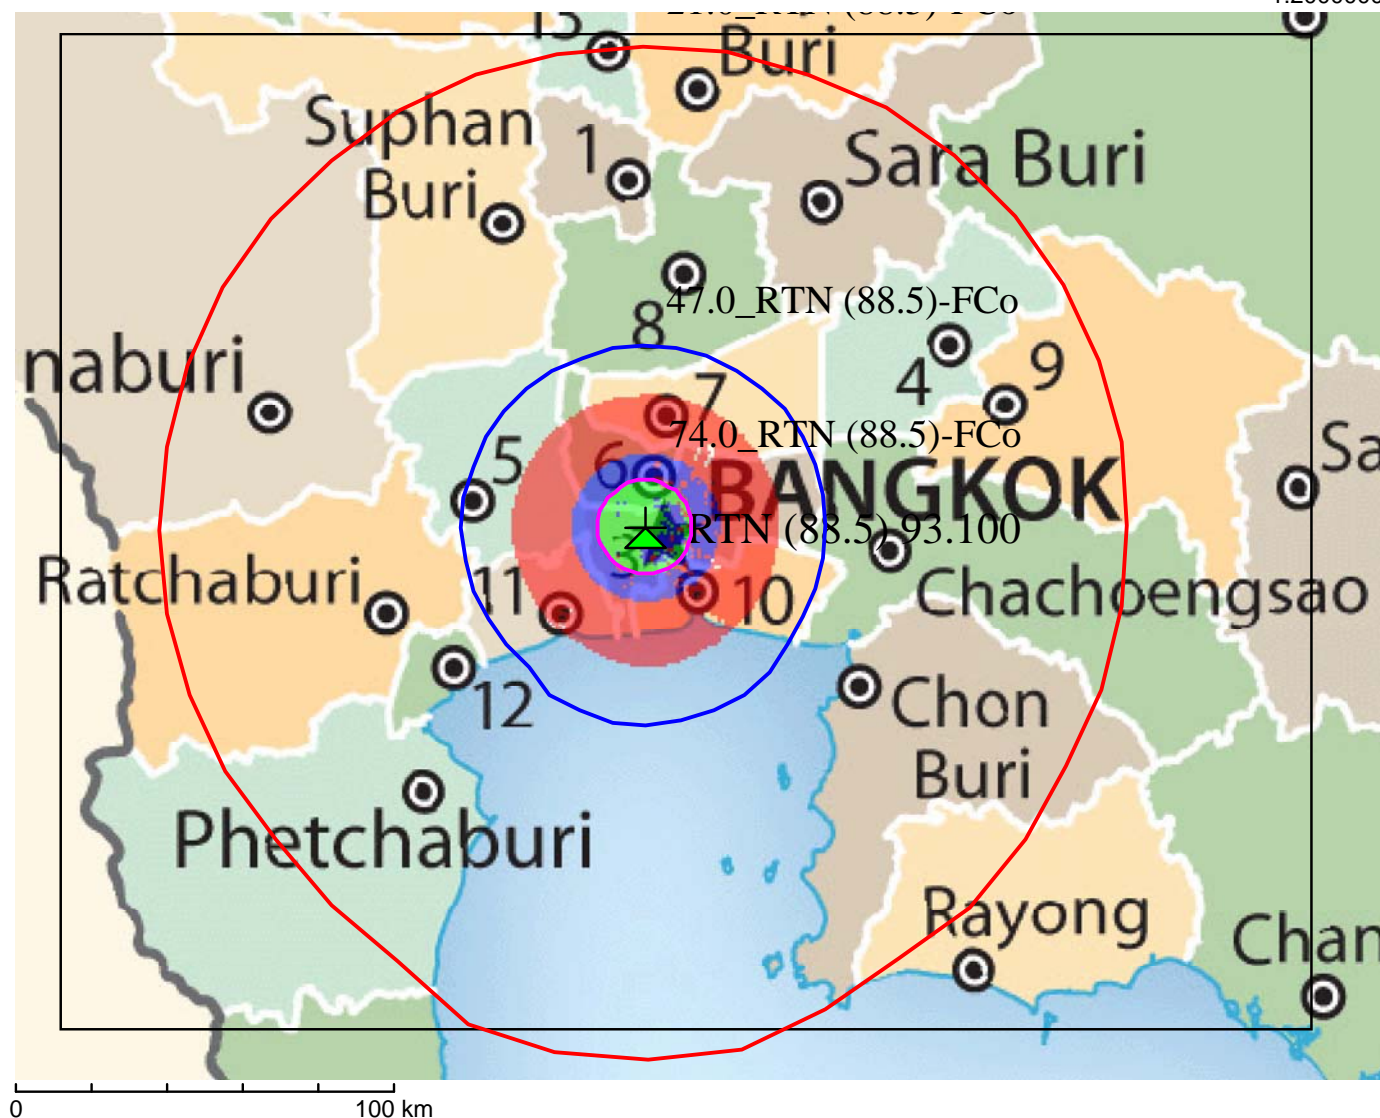 13
Buri
Suphan
Buri
1
Sara Buri
47.0_RTN (88.5)-FCo
8
naburi
4
9
7
74.0_RTN (88.5)-FCo
Sa
5
6
BANGKOK
RTN (88.5) 93.100
Ratchaburi
11
10
Chachoengsao
12
Chon
Buri
Phetchaburi
Rayong
Chan
0
100 km